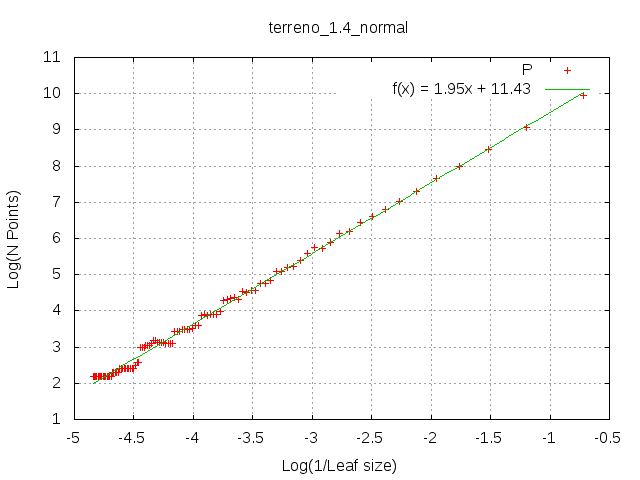 terreno_1.4_normal
11
10
9
8
7
6
5
4
3
2
1
P
f(x) = 1.95x + 11.43
Log(N Points)
-5 -4.5 -4 -3.5 -3 -2.5 -2 -1.5 -1 -0.5
Log(1/Leaf size)